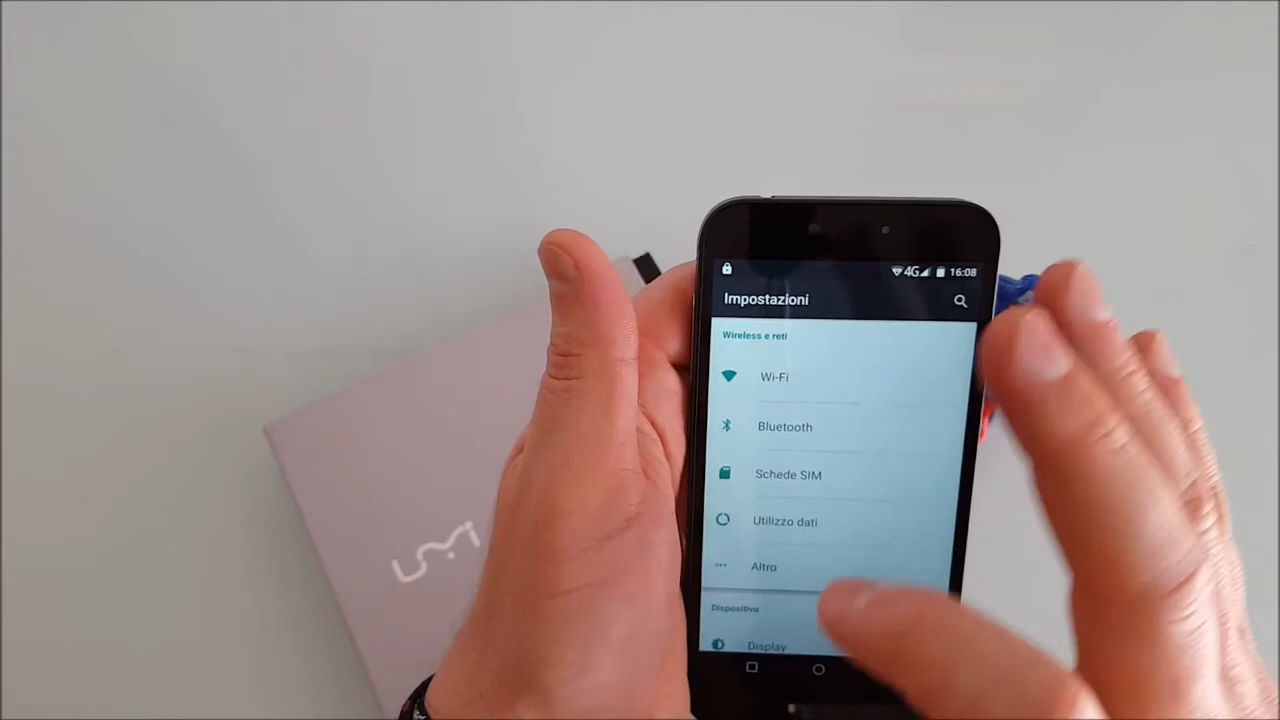 4G 16:08
Impostazioni
Wireless e reti
Wi-Fi
Bluetooth
Schede SIM
Utilizzo dati
Altro
Dispositivo
Display
UMi